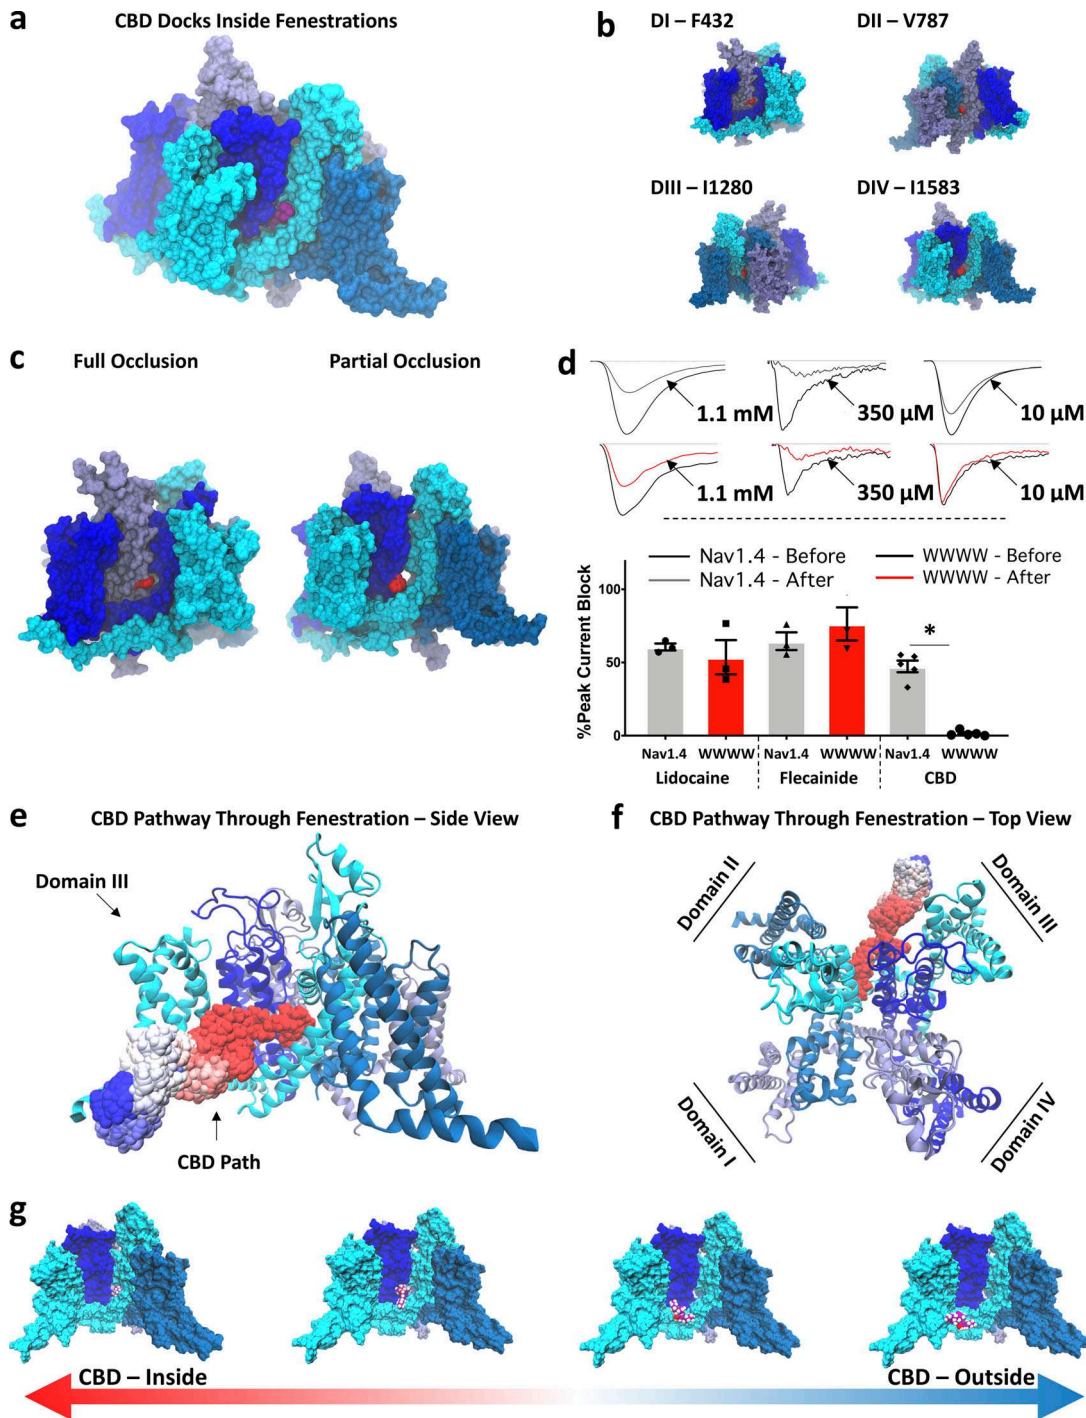 a
CBD Docks Inside Fenestrations
b
DI – F432
DII – V787
DIII – I1280
DIV – I1583
c
Full Occlusion
Partial Occlusion
d
1.1 mM
350 µM
10 µM
1.1 mM
350 µM
10 µM
Nav1.4 - Before
WWWW - Before
Nav1.4 - After
WWWW - After
%Peak Current Block
100
50
0
*
Nav1.4
WWWW
Nav1.4
WWWW
Nav1.4
WWWW
Lidocaine
Flecainide
CBD
e
CBD Pathway Through Fenestration – Side View
Domain III
CBD Path
f
CBD Pathway Through Fenestration – Top View
Domain II
Domain III
Domain I
Domain IV
g
CBD – Inside
CBD – Outside